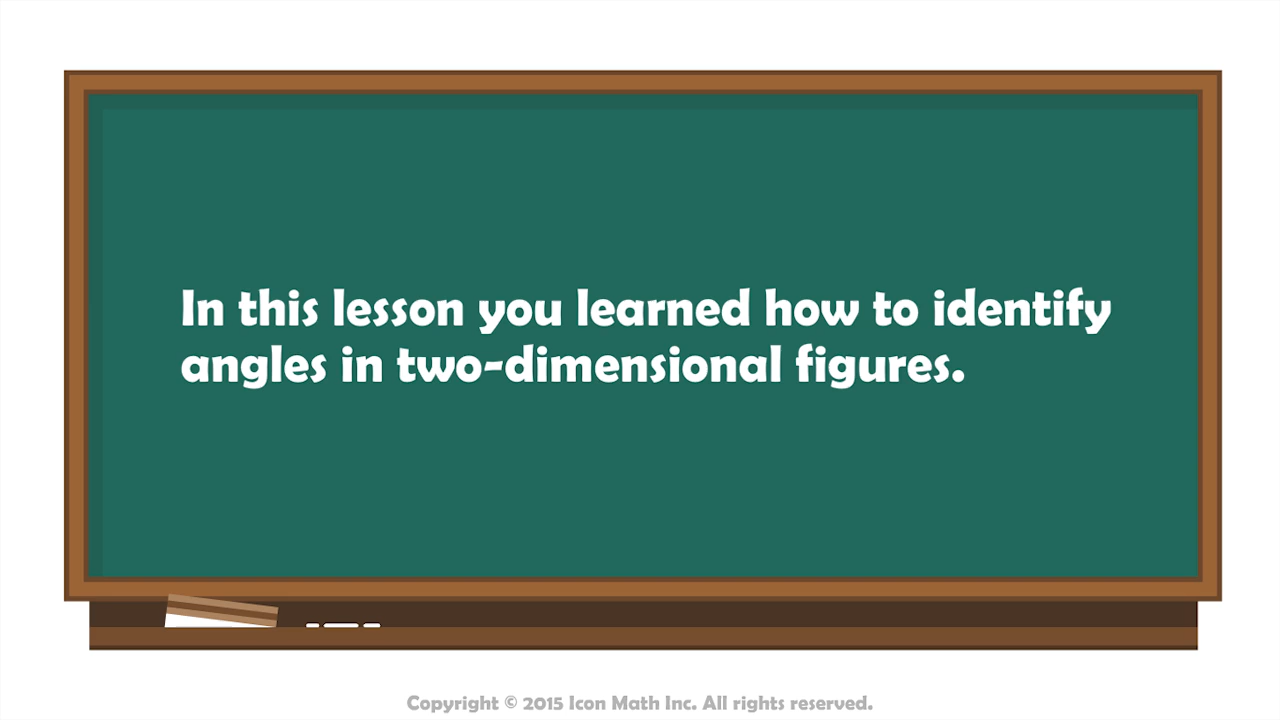 In this lesson you learned how to identify
angles in two-dimensional figures.
Copyright © 2015 Icon Math Inc. All rights reserved.